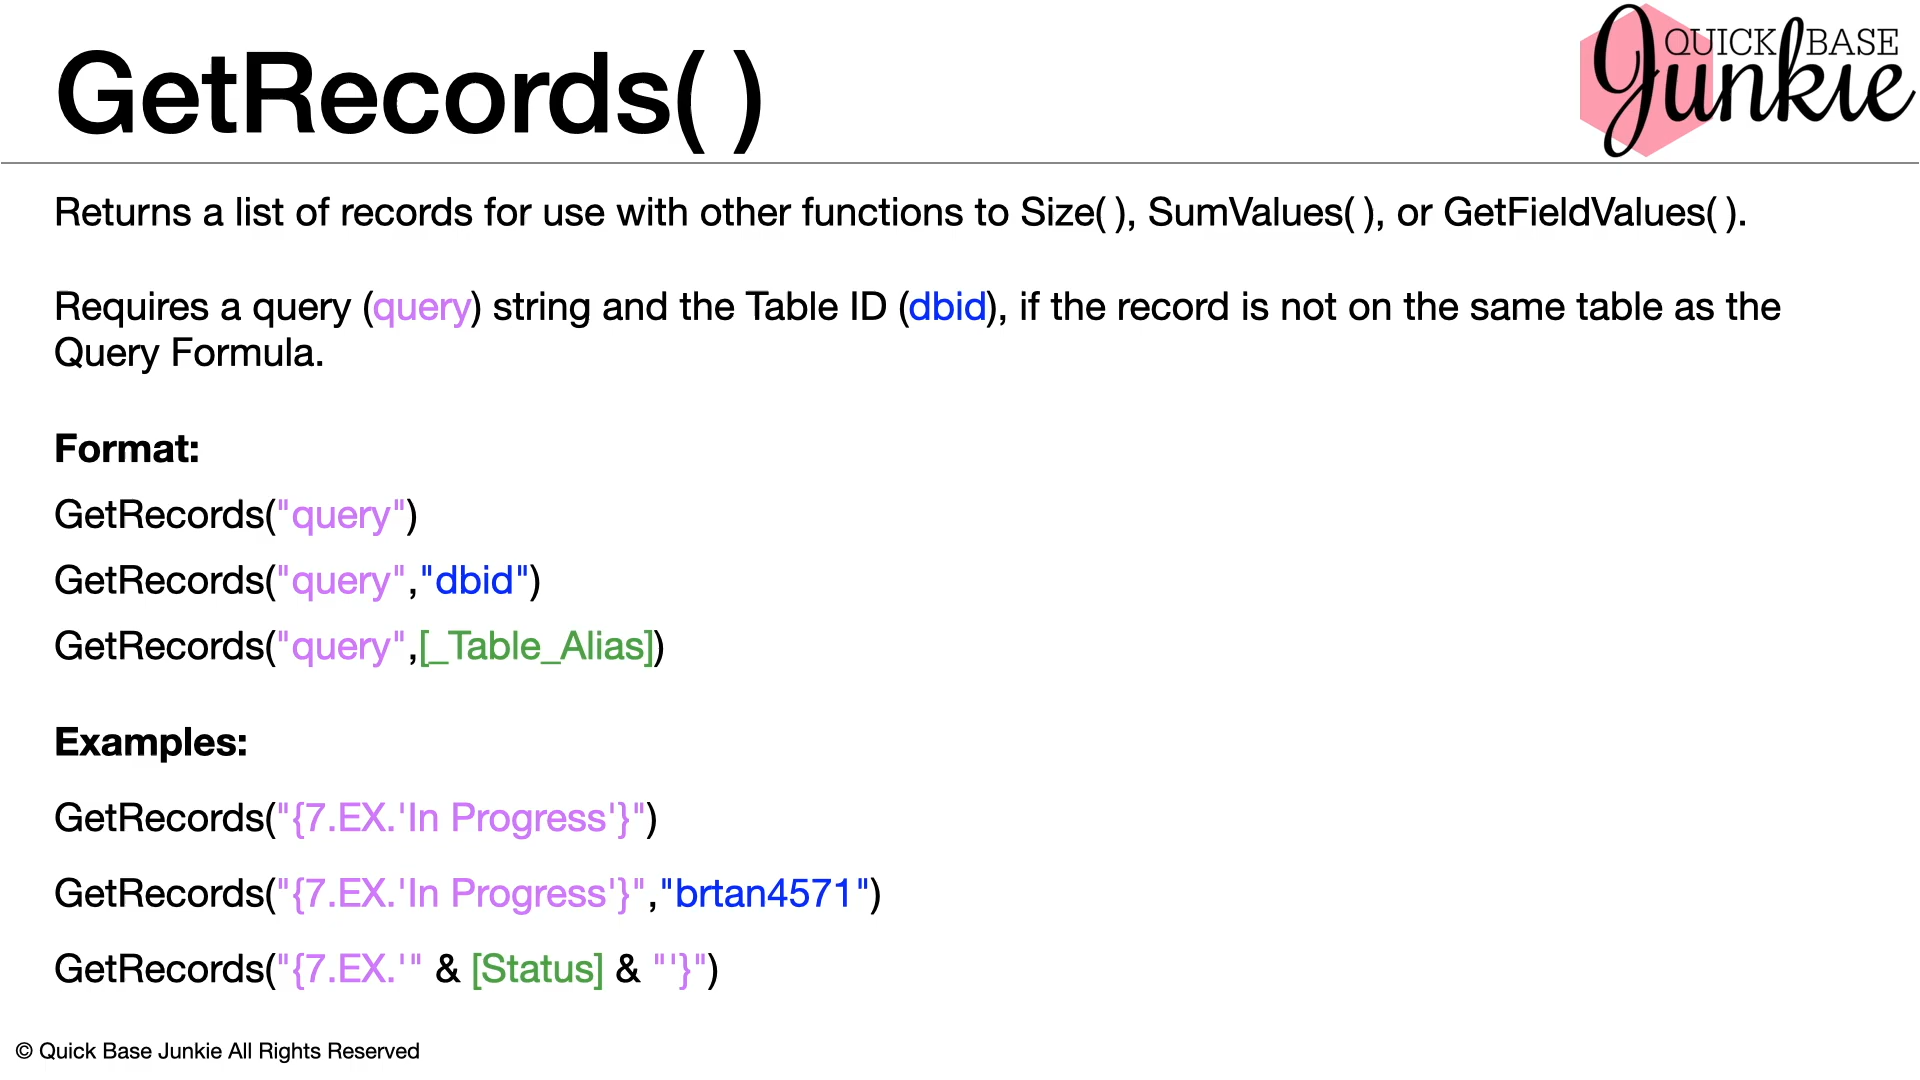 GetRecords( )
QUICK BASE
Junkie
Returns a list of records for use with other functions to Size( ), SumValues( ), or GetFieldValues( ).
Requires a query (query) string and the Table ID (dbid), if the record is not on the same table as the
Query Formula.
Format:
GetRecords("query")
GetRecords("query","dbid")
GetRecords("query",[_Table_Alias])
Examples:
GetRecords("{7.EX.'In Progress'}")
GetRecords("{7.EX.'In Progress'}","brtan4571")
GetRecords("{7.EX.'" & [Status] & "'}")
© Quick Base Junkie All Rights Reserved